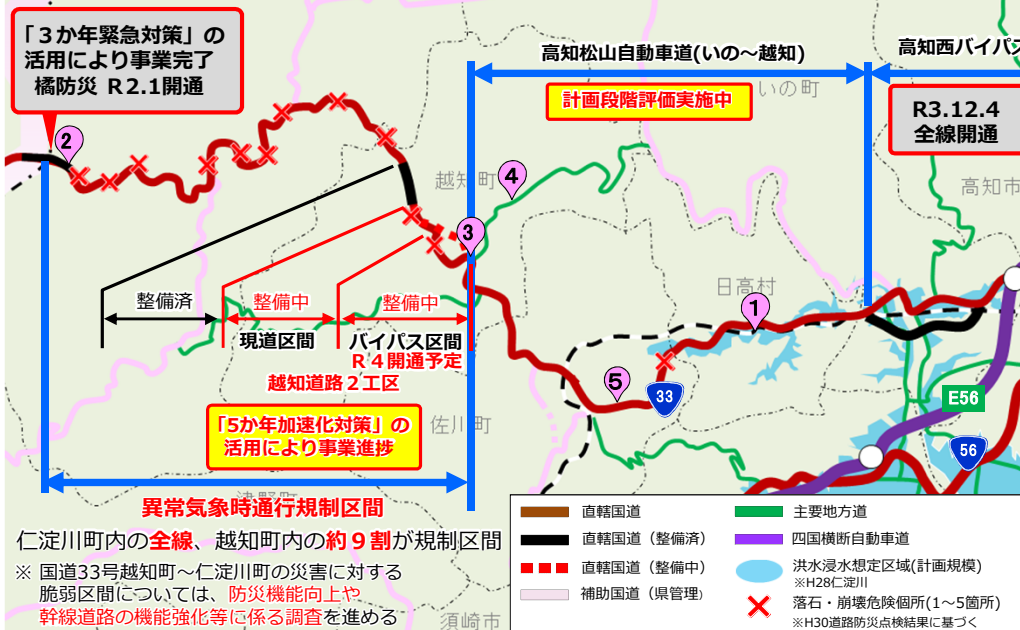 「３か年緊急対策」の
活用により事業完了
橘防災 R2.1開通
高知松山自動車道(いの～越知)
計画段階評価実施中
高知西バイパス
R3.12.4
全線開通
いの町
高知市
越知町
日高村
佐川町
津野町
須崎市
2
4
3
1
5
33
E56
56
整備済
整備中
整備中
現道区間
バイパス区間
Ｒ４開通予定
越知道路２工区
「5か年加速化対策」の
活用により事業進捗
異常気象時通行規制区間
仁淀川町内の全線、越知町内の約９割が規制区間
※ 国道33号越知町～仁淀川町の災害に対する
脆弱区間については、防災機能向上や
幹線道路の機能強化等に係る調査を進める
直轄国道
直轄国道（整備済）
直轄国道（整備中）
補助国道（県管理）
主要地方道
四国横断自動車道
洪水浸水想定区域(計画規模)
※H28仁淀川
落石・崩壊危険個所(1～5箇所)
※H30道路防災点検結果に基づく